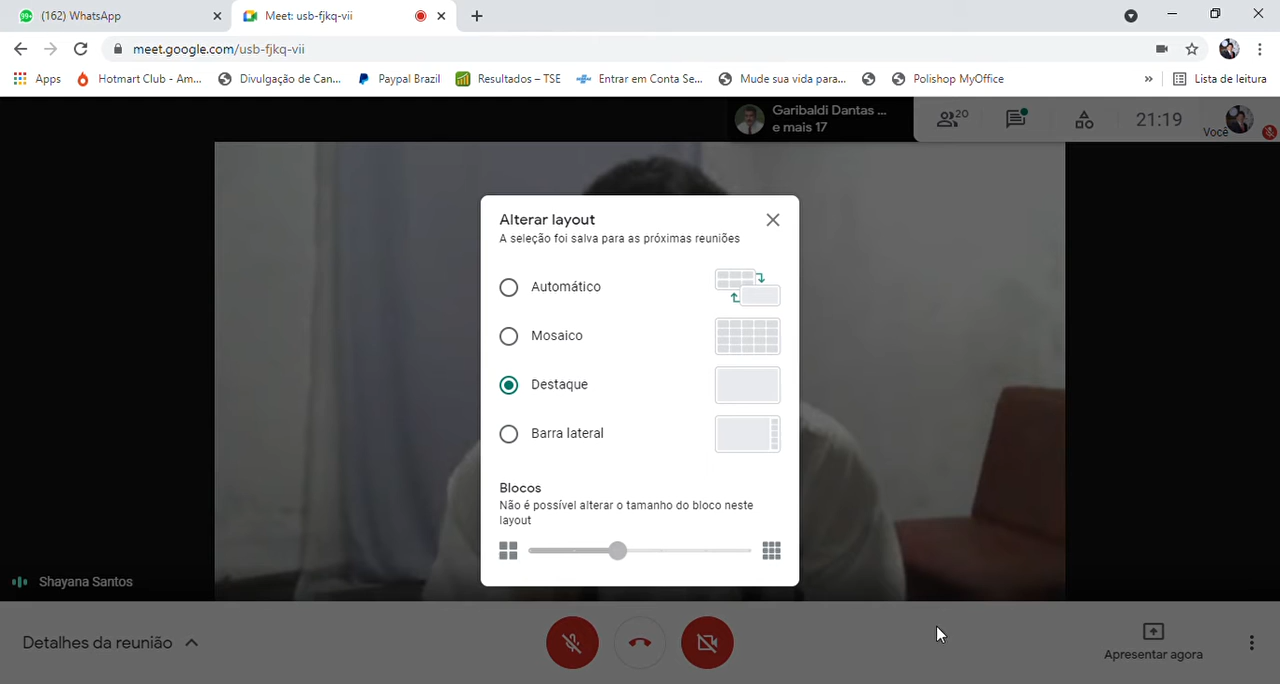 99+ (162) WhatsApp
Meet: usb-fjkq-vii
meet.google.com/usb-fjkq-vii
Apps Hotmart Club - Am... Divulgação de Can... Paypal Brazil Resultados – TSE Entrar em Conta Se... Mude sua vida para... Polishop MyOffice » Lista de leitura
Garibaldi Dantas ...
e mais 17
20
21:19
Você
Alterar layout
A seleção foi salva para as próximas reuniões
Automático
Mosaico
Destaque
Barra lateral
Blocos
Não é possível alterar o tamanho do bloco neste
layout
Shayana Santos
Detalhes da reunião
Apresentar agora